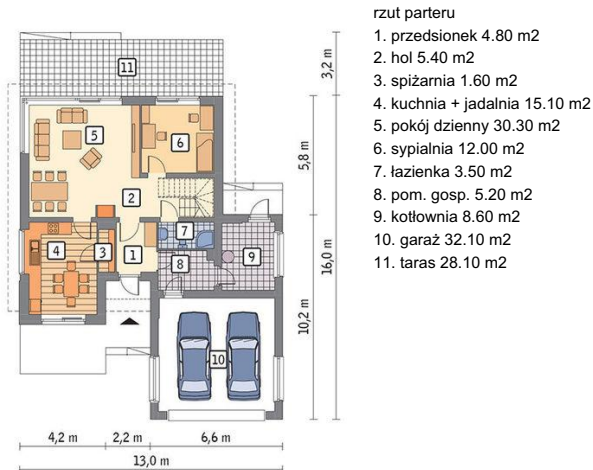 rzut parteru
1. przedsionek 4.80 m2
2. hol 5.40 m2
3. spiżarnia 1.60 m2
4. kuchnia + jadalnia 15.10 m2
5. pokój dzienny 30.30 m2
6. sypialnia 12.00 m2
7. łazienka 3.50 m2
8. pom. gosp. 5.20 m2
9. kotłownia 8.60 m2
10. garaż 32.10 m2
11. taras 28.10 m2
11
5
6
2
7
4
3
1
8
9
10
3,2 m
5,8 m
16,0 m
10,2 m
4,2 m
2,2 m
6,6 m
13,0 m